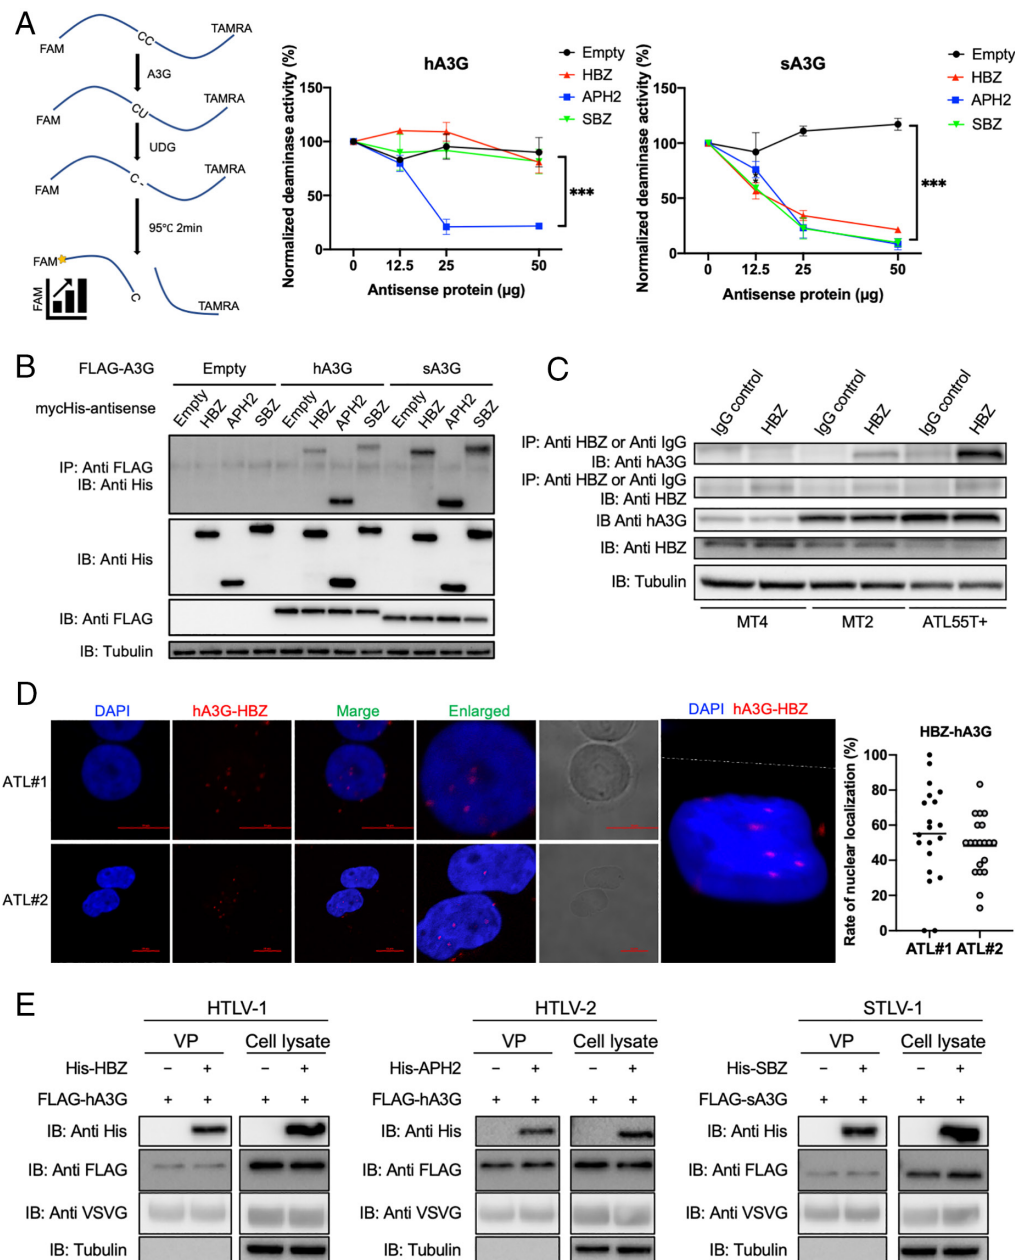 A
FAM
CC
TAMRA
A3G
FAM
CU
TAMRA
UDG
FAM
C
TAMRA
95℃ 2min
FAM
C
TAMRA
FAM
hA3G
Normalized deaminase activity (%)
150
100
50
0
0 12.5 25 50
Antisense protein (μg)
Empty
HBZ
APH2
SBZ
***
sA3G
Normalized deaminase activity (%)
150
100
50
0
0 12.5 25 50
Antisense protein (μg)
Empty
HBZ
APH2
SBZ
*
***
B
FLAG-A3G Empty hA3G sA3G
mycHis-antisense Empty HBZ APH2 SBZ Empty HBZ APH2 SBZ Empty HBZ APH2 SBZ
IP: Anti FLAG
IB: Anti His
IB: Anti His
IB: Anti FLAG
IB: Tubulin
C
IgG control HBZ IgG control HBZ IgG control HBZ
IP: Anti HBZ or Anti IgG
IB: Anti hA3G
IP: Anti HBZ or Anti IgG
IB: Anti HBZ
IB Anti hA3G
IB: Anti HBZ
IB: Tubulin
MT4 MT2 ATL55T+
D
DAPI hA3G-HBZ Marge Enlarged
DAPI hA3G-HBZ
ATL#1
ATL#2
HBZ-hA3G
Rate of nuclear localization (%)
100
80
60
40
20
0
ATL#1 ATL#2
E
HTLV-1
VP Cell lysate
His-HBZ − + − +
FLAG-hA3G + + + +
IB: Anti His
IB: Anti FLAG
IB: Anti VSVG
IB: Tubulin
HTLV-2
VP Cell lysate
His-APH2 − + − +
FLAG-hA3G + + + +
IB: Anti His
IB: Anti FLAG
IB: Anti VSVG
IB: Tubulin
STLV-1
VP Cell lysate
His-SBZ − + − +
FLAG-sA3G + + + +
IB: Anti His
IB: Anti FLAG
IB: Anti VSVG
IB: Tubulin